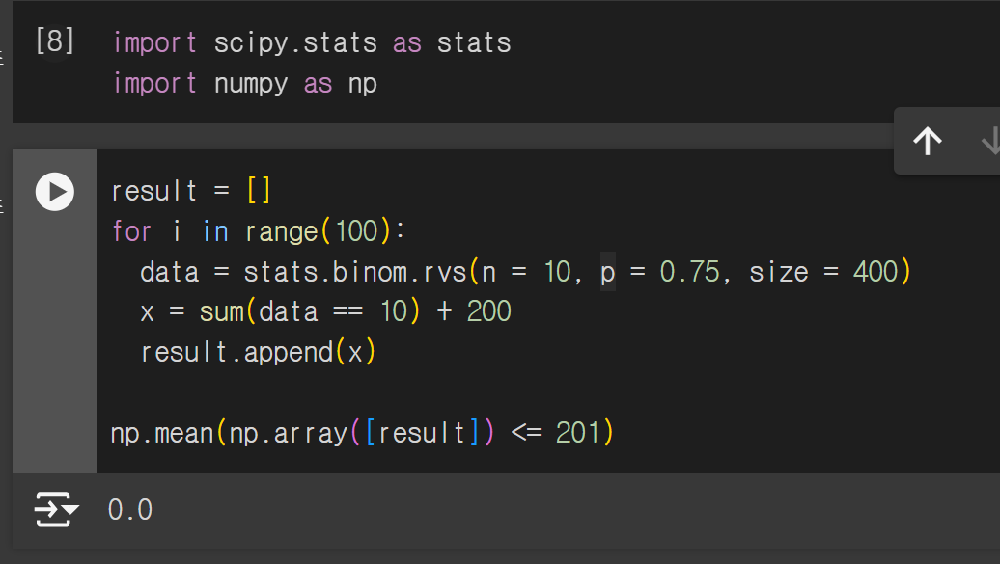 [8] import scipy.stats as stats
import numpy as np
result = []
for i in range(100):
data = stats.binom.rvs(n = 10, p = 0.75, size = 400)
x = sum(data == 10) + 200
result.append(x)
np.mean(np.array([result]) <= 201)
0.0